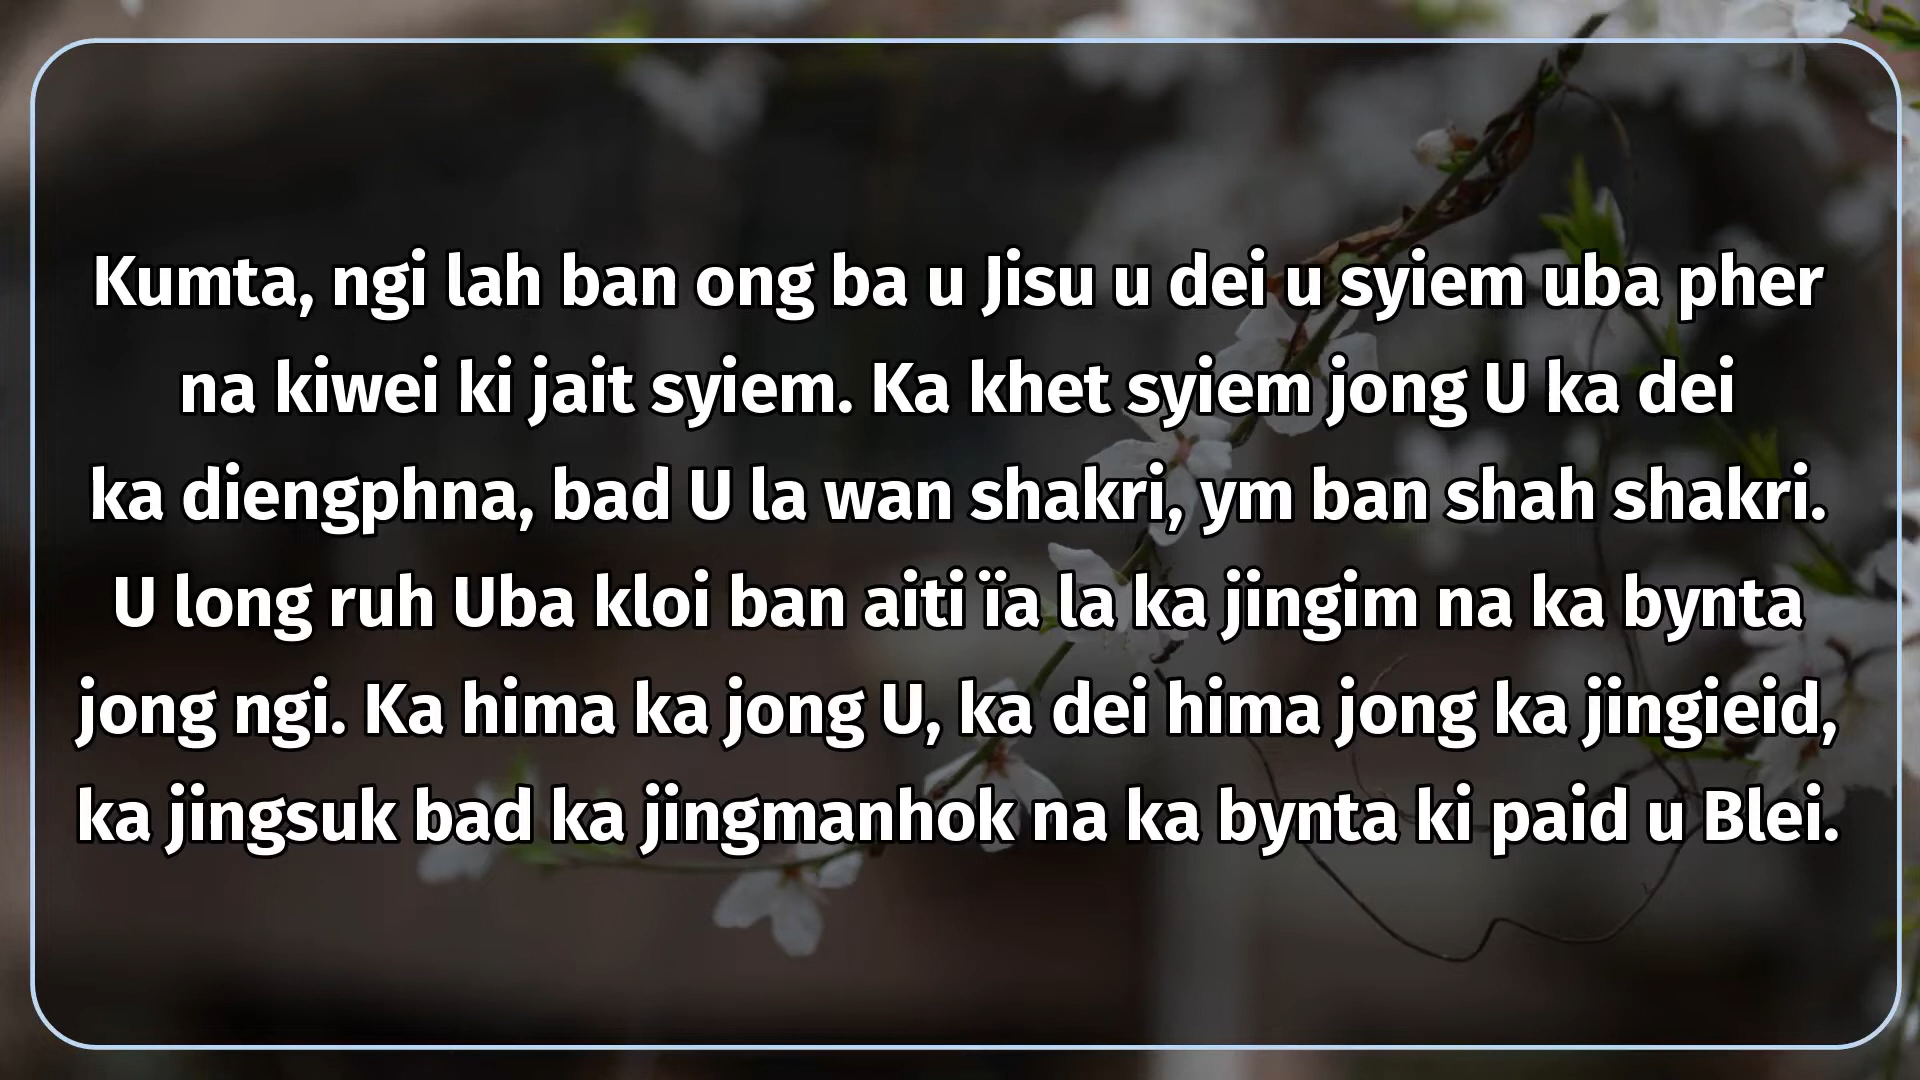 Kumta, ngi lah ban ong ba u Jisu u dei u syiem uba pher
na kiwei ki jait syiem. Ka khet syiem jong U ka dei
ka diengphna, bad U la wan shakri, ym ban shah shakri.
U long ruh Uba kloi ban aiti ïa la ka jingim na ka bynta
jong ngi. Ka hima ka jong U, ka dei hima jong ka jingieid,
ka jingsuk bad ka jingmanhok na ka bynta ki paid u Blei.